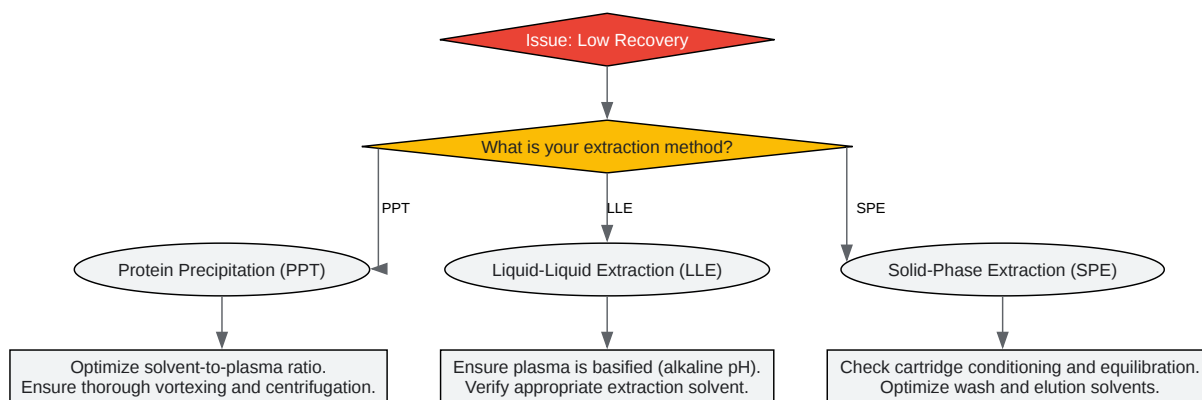 Issue: Low Recovery
What is your extraction method?
PPT
LLE
SPE
Protein Precipitation (PPT)
Liquid-Liquid Extraction (LLE)
Solid-Phase Extraction (SPE)
Optimize solvent-to-plasma ratio.
Ensure thorough vortexing and centrifugation.
Ensure plasma is basified (alkaline pH).
Verify appropriate extraction solvent.
Check cartridge conditioning and equilibration.
Optimize wash and elution solvents.